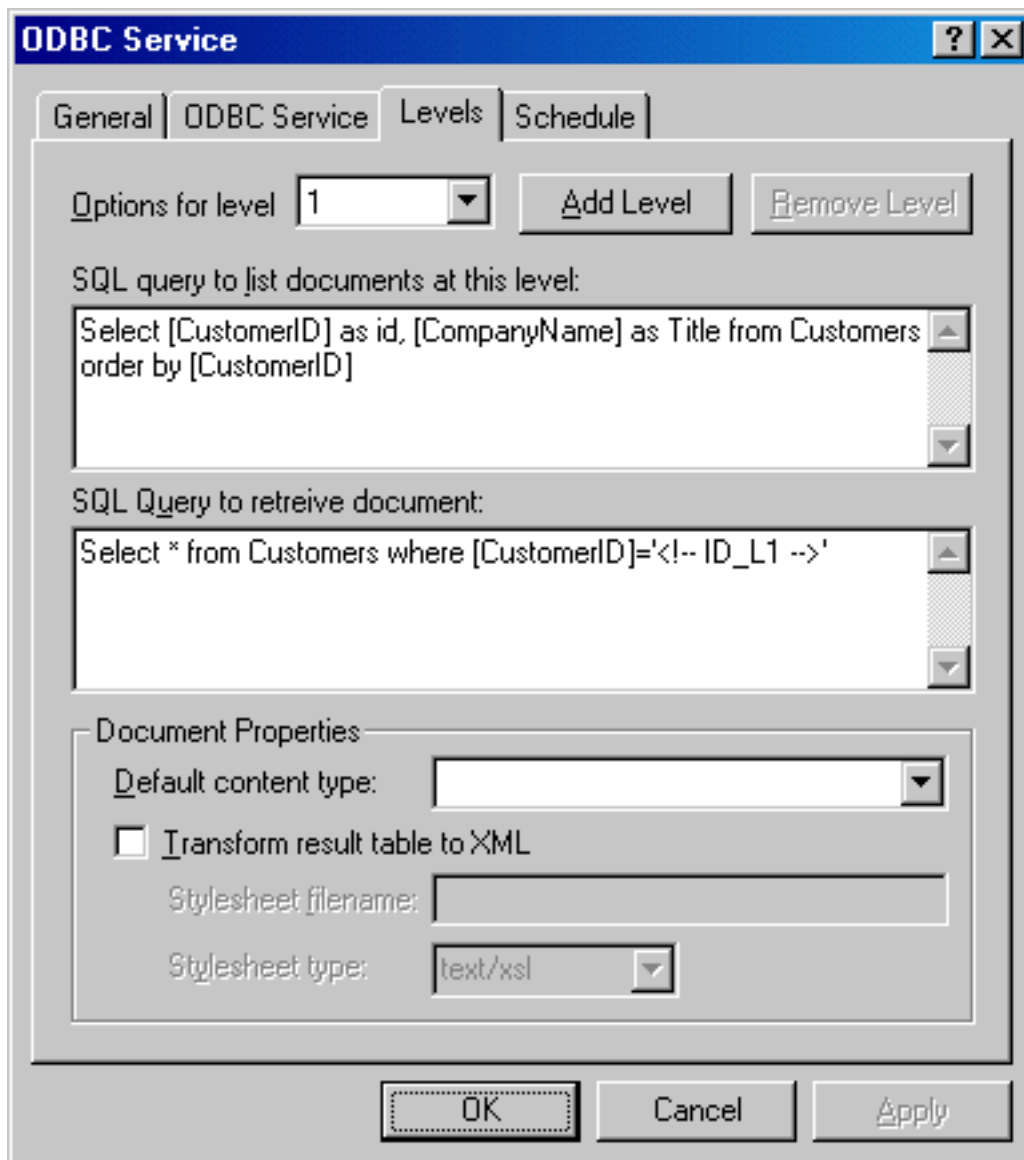 ODBC Service
General ODBC Service Levels Schedule
Options for level 1 Add Level Remove Level
SQL query to list documents at this level:
Select [CustomerID] as id, [CompanyName] as Title from Customers
order by [CustomerID]
SQL Query to retreive document:
Select * from Customers where [CustomerID]='<!-- ID_L1 -->'
Document Properties
Default content type:
Transform result table to XML
Stylesheet filename:
Stylesheet type: text/xsl
OK Cancel Apply